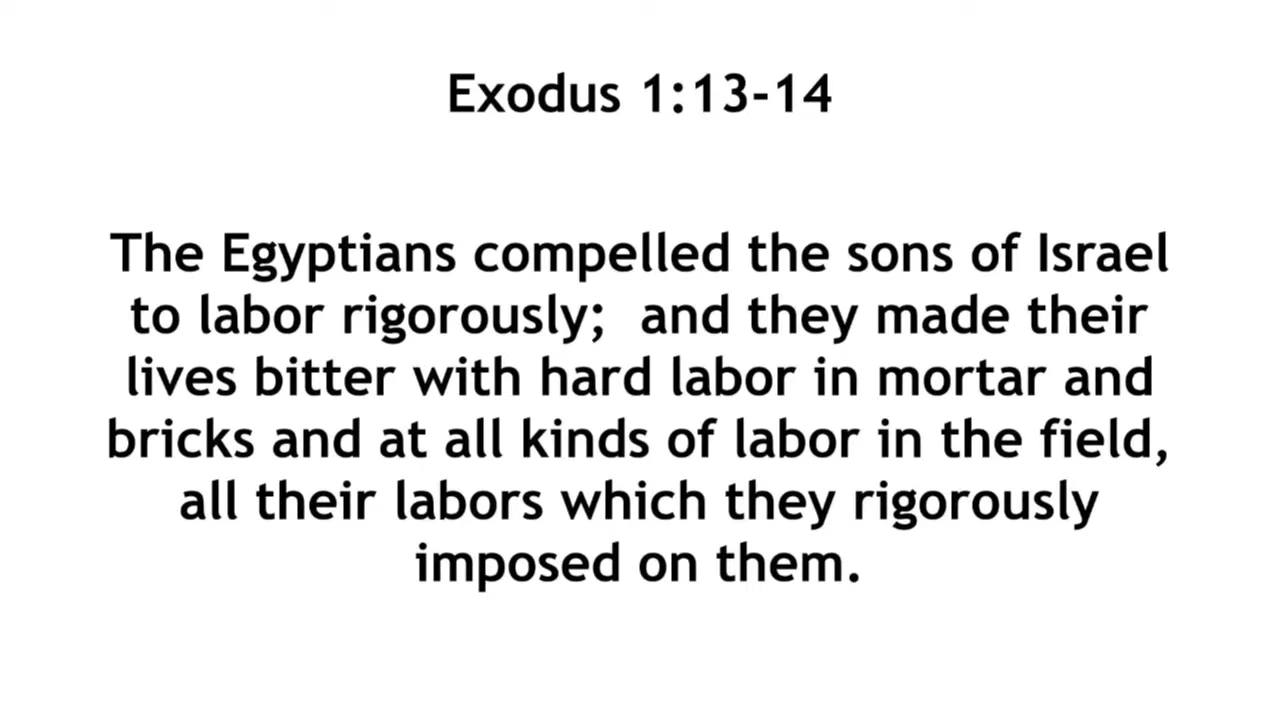 Exodus 1:13-14
The Egyptians compelled the sons of Israel
to labor rigorously;  and they made their
lives bitter with hard labor in mortar and
bricks and at all kinds of labor in the field,
all their labors which they rigorously
imposed on them.